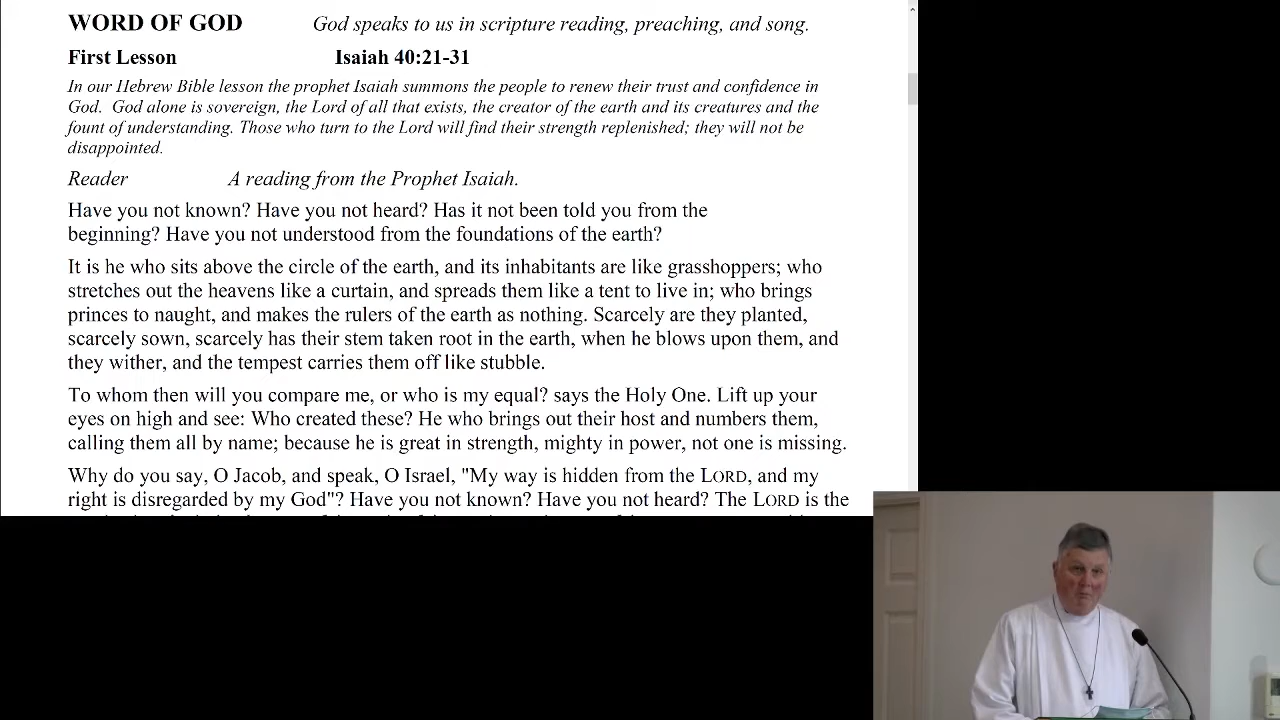 WORD OF GOD God speaks to us in scripture reading, preaching, and song.
First Lesson Isaiah 40:21-31
In our Hebrew Bible lesson the prophet Isaiah summons the people to renew their trust and confidence in
God. God alone is sovereign, the Lord of all that exists, the creator of the earth and its creatures and the
fount of understanding. Those who turn to the Lord will find their strength replenished; they will not be
disappointed.
Reader A reading from the Prophet Isaiah.
Have you not known? Have you not heard? Has it not been told you from the
beginning? Have you not understood from the foundations of the earth?
It is he who sits above the circle of the earth, and its inhabitants are like grasshoppers; who
stretches out the heavens like a curtain, and spreads them like a tent to live in; who brings
princes to naught, and makes the rulers of the earth as nothing. Scarcely are they planted,
scarcely sown, scarcely has their stem taken root in the earth, when he blows upon them, and
they wither, and the tempest carries them off like stubble.
To whom then will you compare me, or who is my equal? says the Holy One. Lift up your
eyes on high and see: Who created these? He who brings out their host and numbers them,
calling them all by name; because he is great in strength, mighty in power, not one is missing.
Why do you say, O Jacob, and speak, O Israel, "My way is hidden from the LORD, and my
right is disregarded by my God"? Have you not known? Have you not heard? The LORD is the